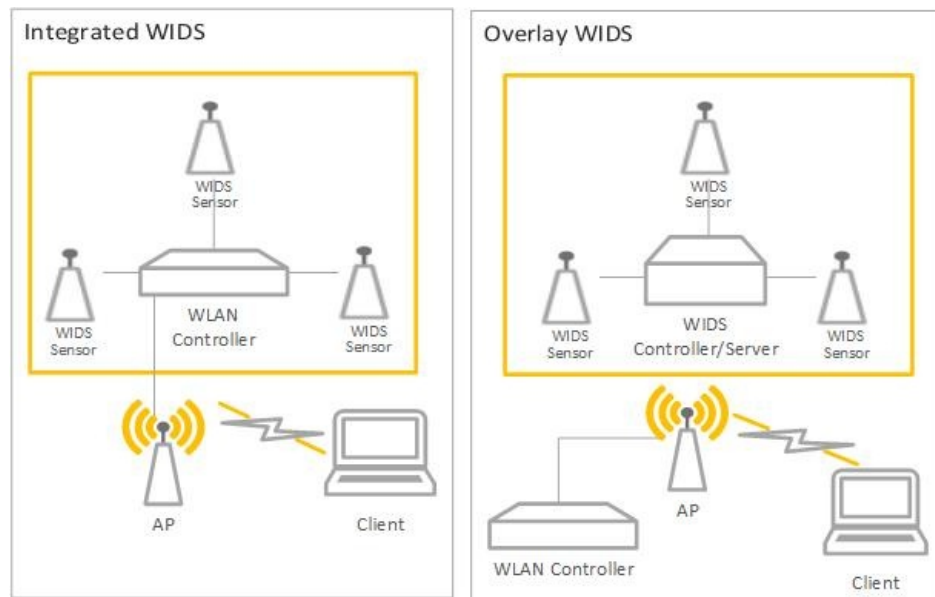 Integrated WIDS
WIDS
Sensor
WIDS
Sensor
WLAN
Controller
WIDS
Sensor
AP
Client
Overlay WIDS
WIDS
Sensor
WIDS
Sensor
WIDS
Controller/Server
WIDS
Sensor
AP
WLAN Controller
Client